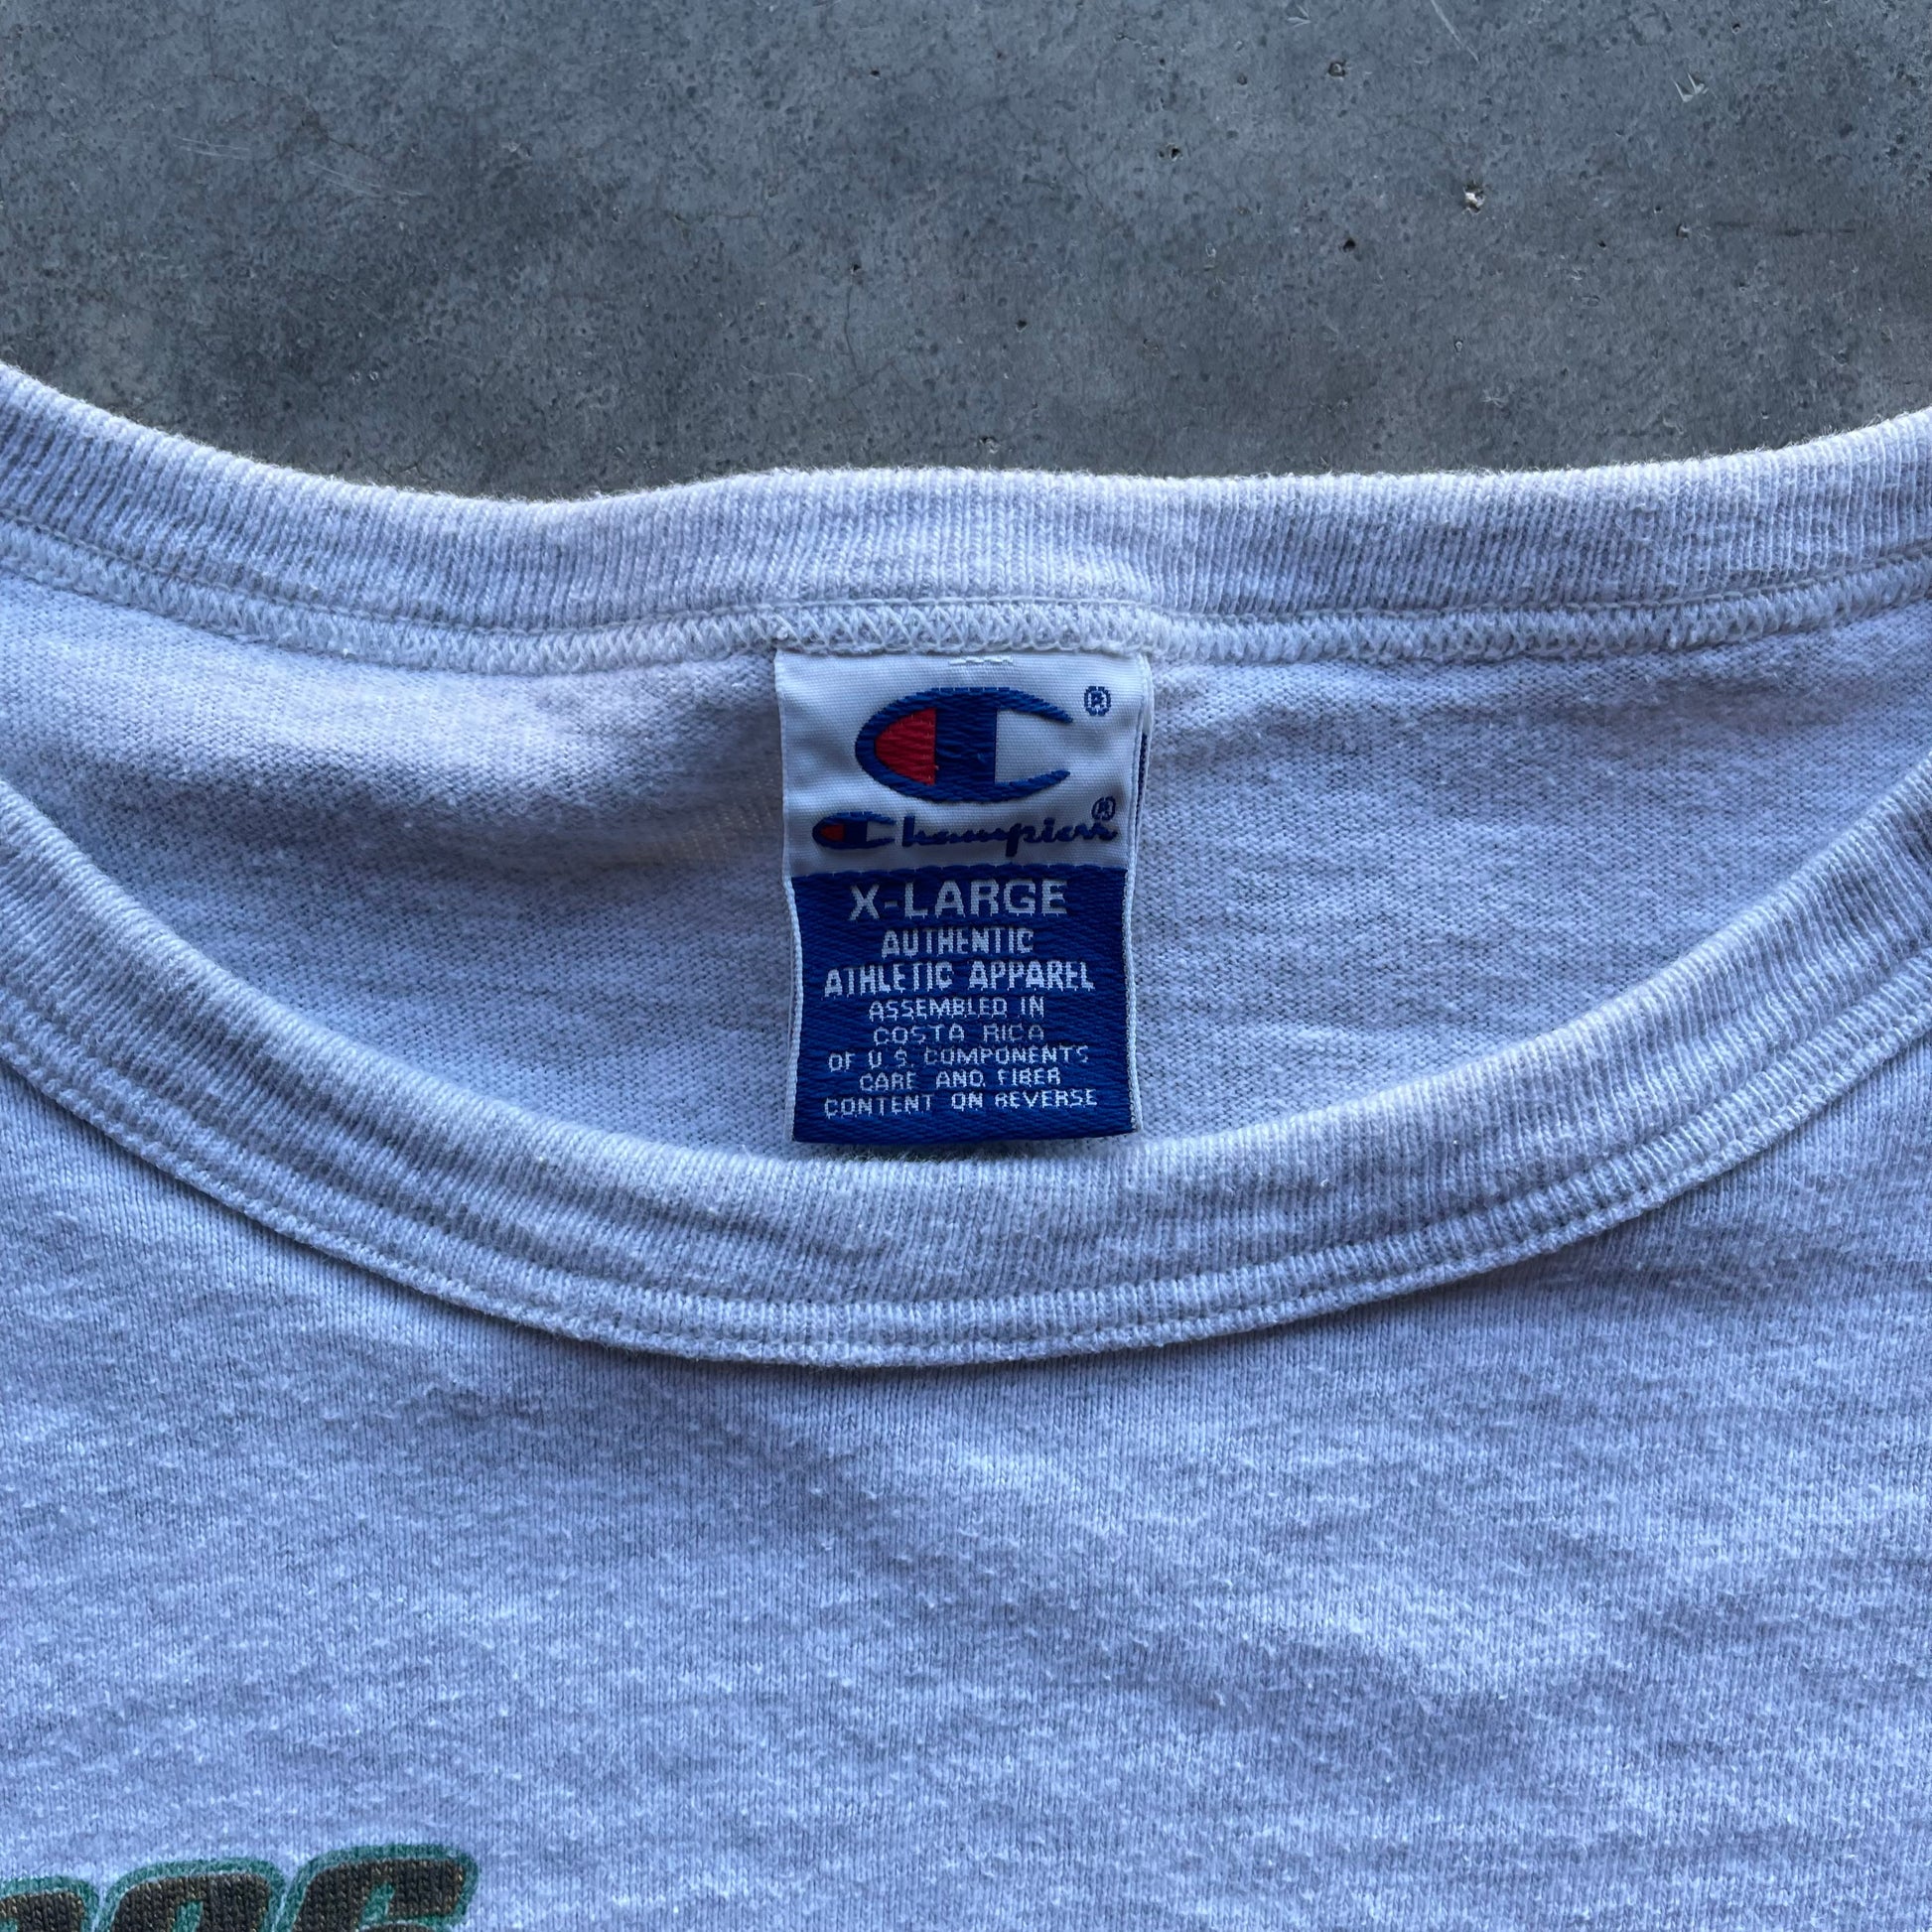 ®
Champion®
X-LARGE
AUTHENTIC
ATHLETIC APPAREL
ASSEMBLED IN
COSTA RICA
OF U.S. COMPONENTS
CARE AND FIBER
CONTENT ON REVERSE